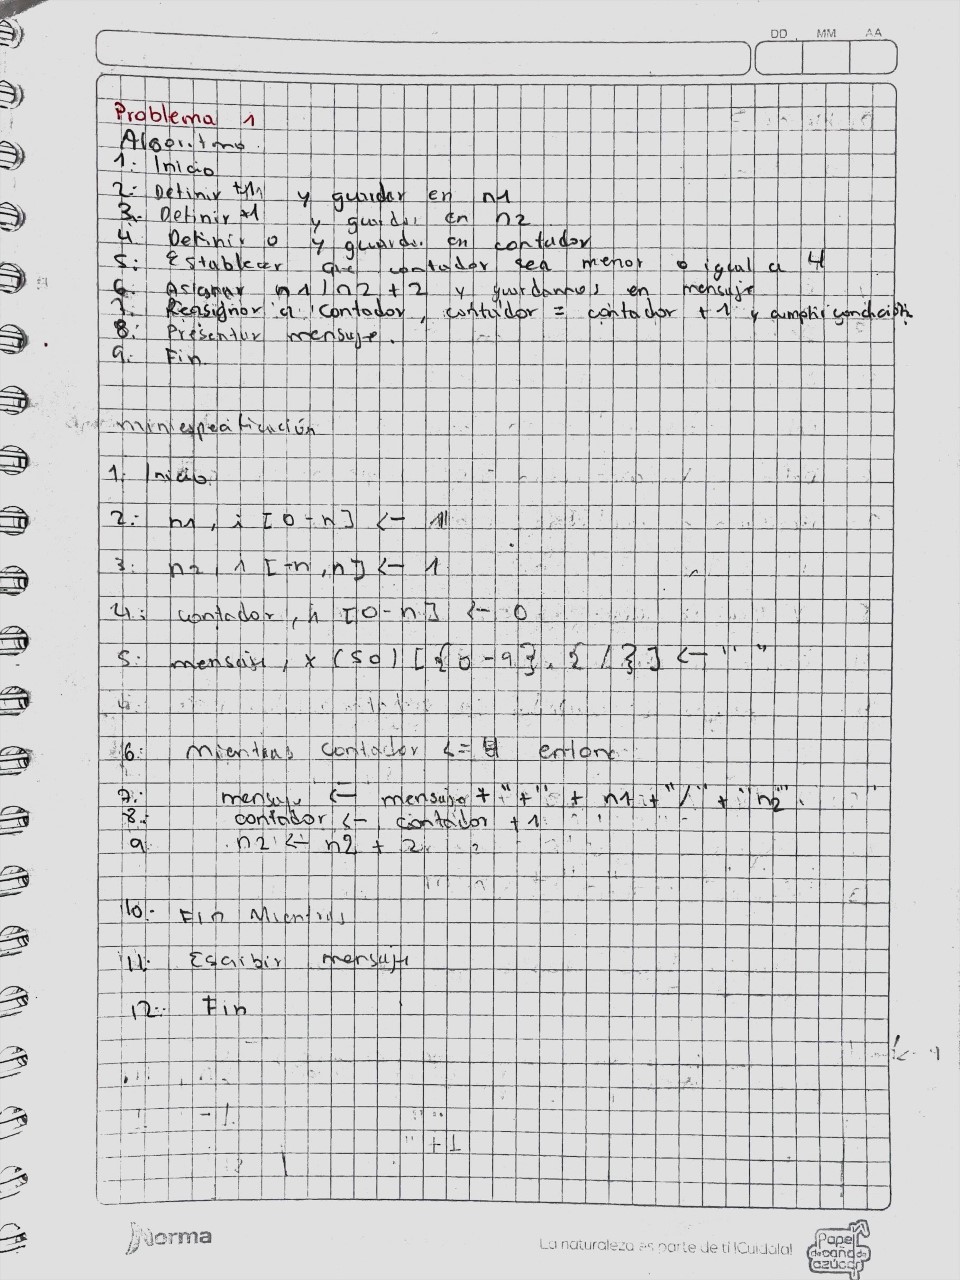 DD MM AA
Problema 1
Algoritmo.
1: Inicio
2: Definir +1 y guardar en n1
3: Definir +1 y guardar en n2
4: Definir 0 y guardar en contador
5: Establecer que contador sea menor o igual a 4
6: Asignar n1/n2+2 y guardamos en mensaje
7: Reasignar a contador, contador = contador +1 y cumplir condición
8: Presentar mensaje.
9: Fin
miniespecificación
1: Inicio
2: n1, i [0-n] <- 1
3: n2, i [-n,n] <- 1
4: contador, [0-n] <- 0
5: mensaje, x (50) [{0-9}, {/}] <- " "
6: Mientras contador <= entonc
7: mensaje <- mensaje + "+" + n1 + "/" + "n2".
8: contador <- contador +1
9 n2 <- n2 + 2
10:- Fin Mientras
11: Escribir mensaje
12: Fin
Norma
La naturaleza es parte de ti ¡Cuídala!
Papel de caña de azúcar